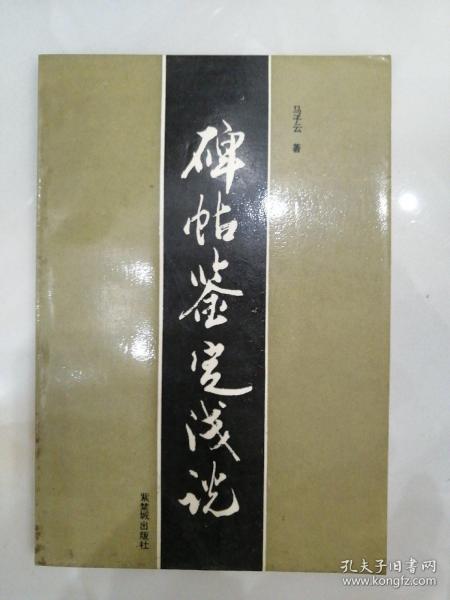 马子云 著
碑帖鉴定浅说
紫禁城出版社
孔夫子旧书网
www.kongfz.com